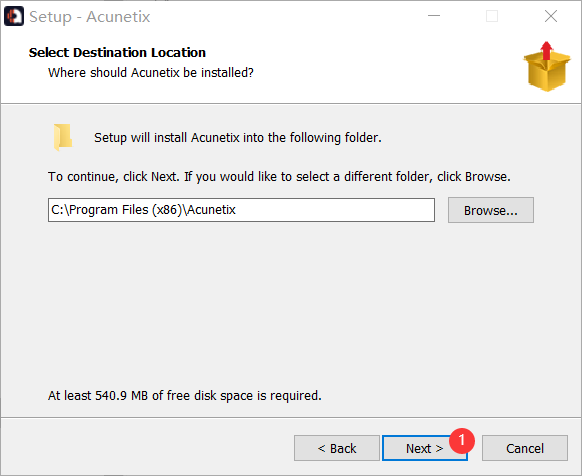 Setup - Acunetix
Select Destination Location
Where should Acunetix be installed?
Setup will install Acunetix into the following folder.
To continue, click Next. If you would like to select a different folder, click Browse.
C:\Program Files (x86)\Acunetix
Browse...
At least 540.9 MB of free disk space is required.
< Back
Next >
1
Cancel